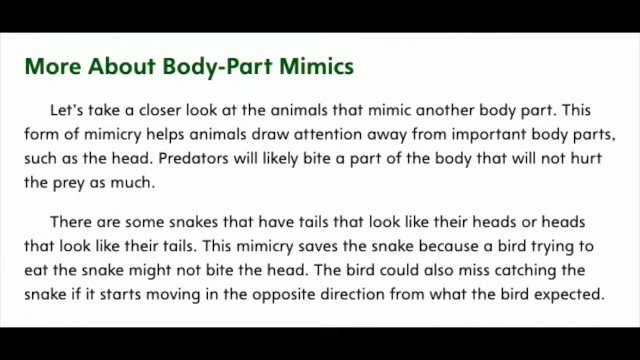 More About Body-Part Mimics
Let's take a closer look at the animals that mimic another body part. This
form of mimicry helps animals draw attention away from important body parts,
such as the head. Predators will likely bite a part of the body that will not hurt
the prey as much.
There are some snakes that have tails that look like their heads or heads
that look like their tails. This mimicry saves the snake because a bird trying to
eat the snake might not bite the head. The bird could also miss catching the
snake if it starts moving in the opposite direction from what the bird expected.